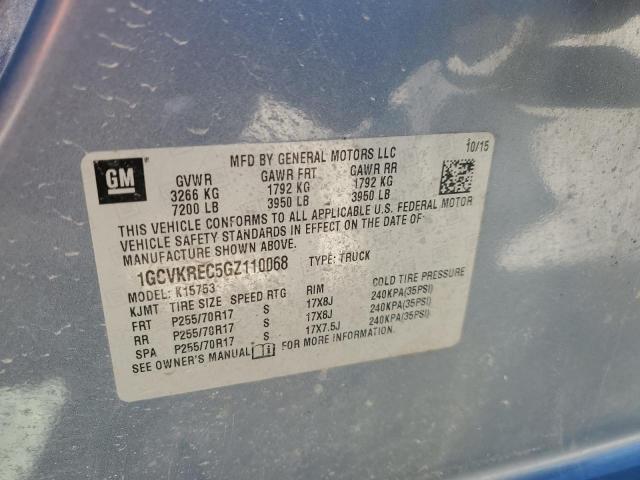 GM
MFD BY GENERAL MOTORS LLC 10/15
GVWR GAWR FRT GAWR RR
3266 KG 1792 KG 1792 KG
7200 LB 3950 LB 3950 LB
THIS VEHICLE CONFORMS TO ALL APPLICABLE U.S. FEDERAL MOTOR
VEHICLE SAFETY STANDARDS IN EFFECT ON THE DATE OF
MANUFACTURE SHOWN ABOVE.
1GCVKREC5GZ110068 TYPE: TRUCK
MODEL: K15753
KJMT TIRE SIZE SPEED RTG RIM COLD TIRE PRESSURE
FRT P255/70R17 S 17X8J 240KPA(35PSI)
RR P255/70R17 S 17X8J 240KPA(35PSI)
SPA P255/70R17 S 17X7.5J 240KPA(35PSI)
SEE OWNER'S MANUAL FOR MORE INFORMATION.